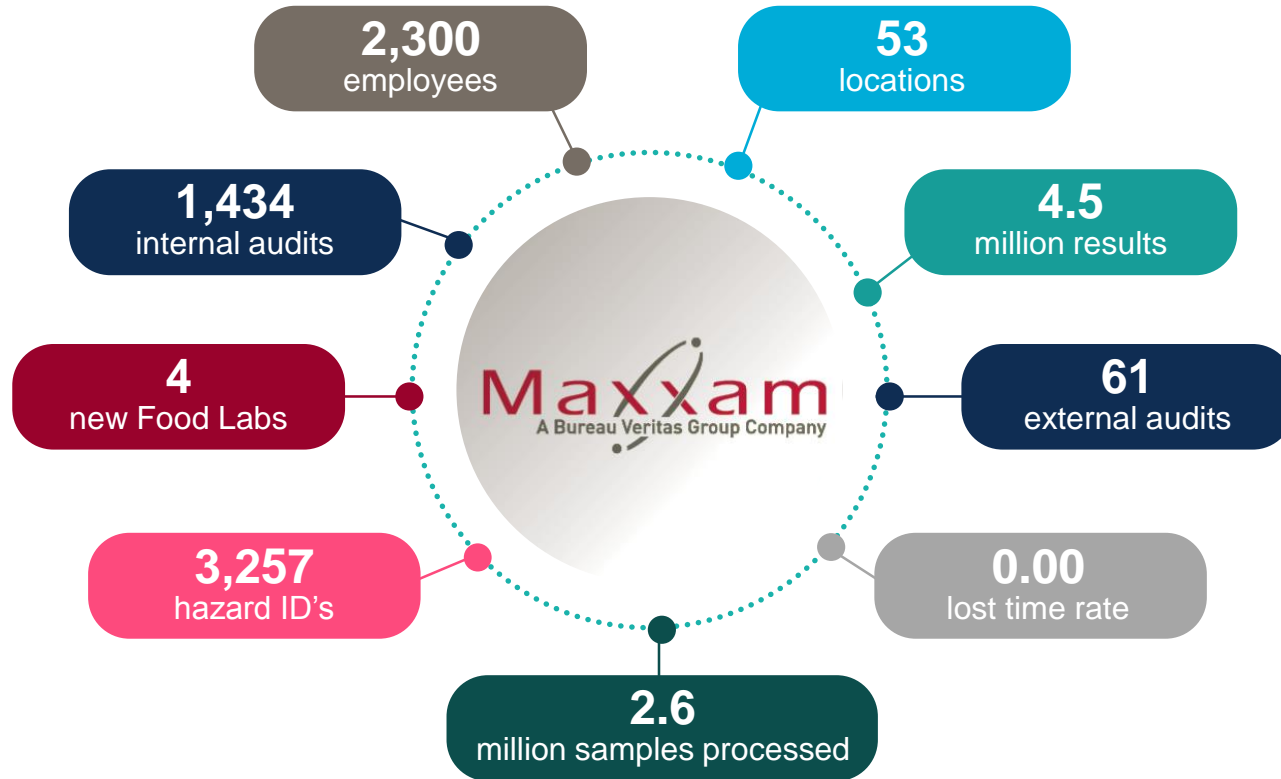 2,300
employees
53
locations
1,434
internal audits
4.5
million results
4
new Food Labs
Maxxam
A Bureau Veritas Group Company
61
external audits
3,257
hazard ID’s
0.00
lost time rate
2.6
million samples processed